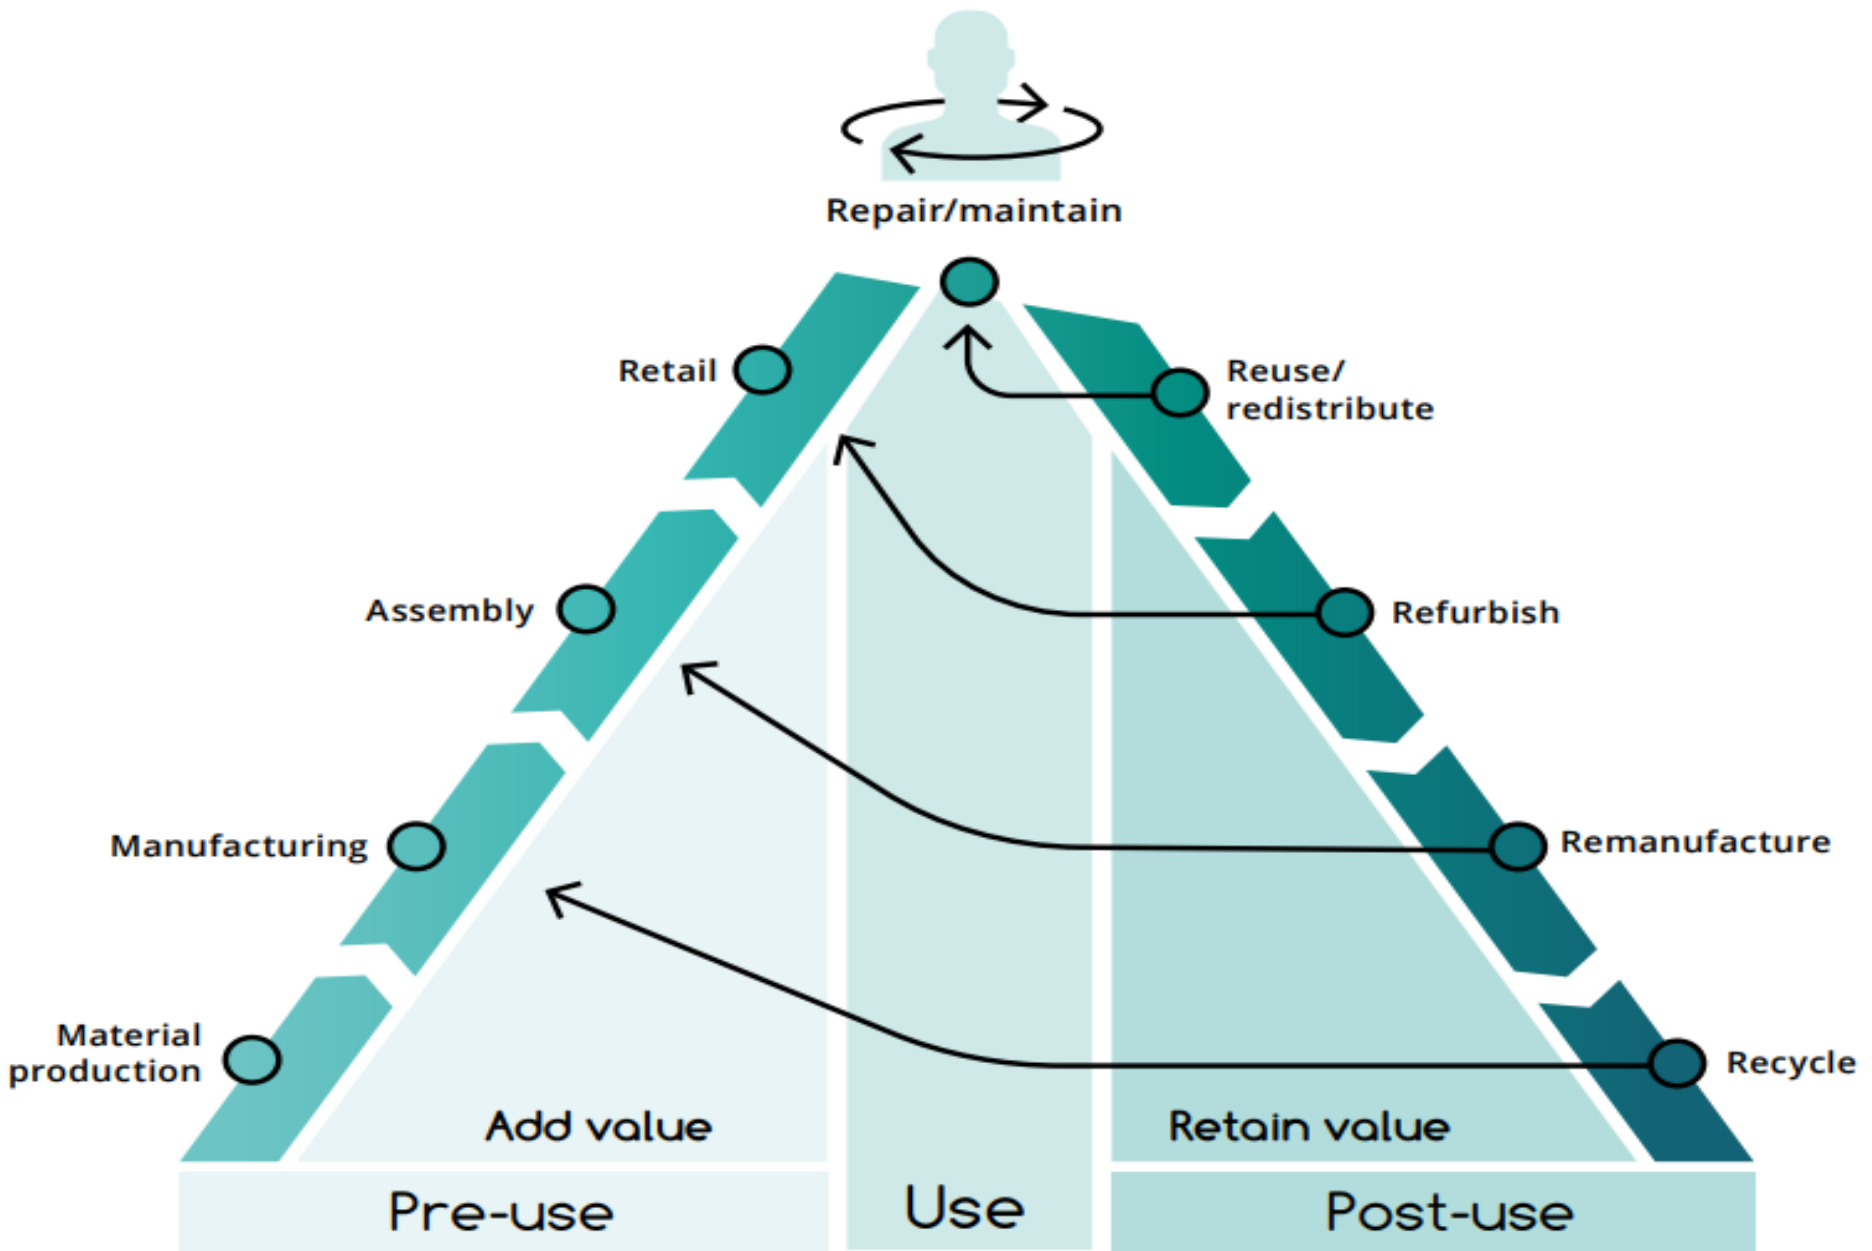 Repair/maintain
Retail
Reuse/
redistribute
Assembly
Refurbish
Manufacturing
Remanufacture
Material
production
Recycle
Add value
Retain value
Pre-use
Use
Post-use